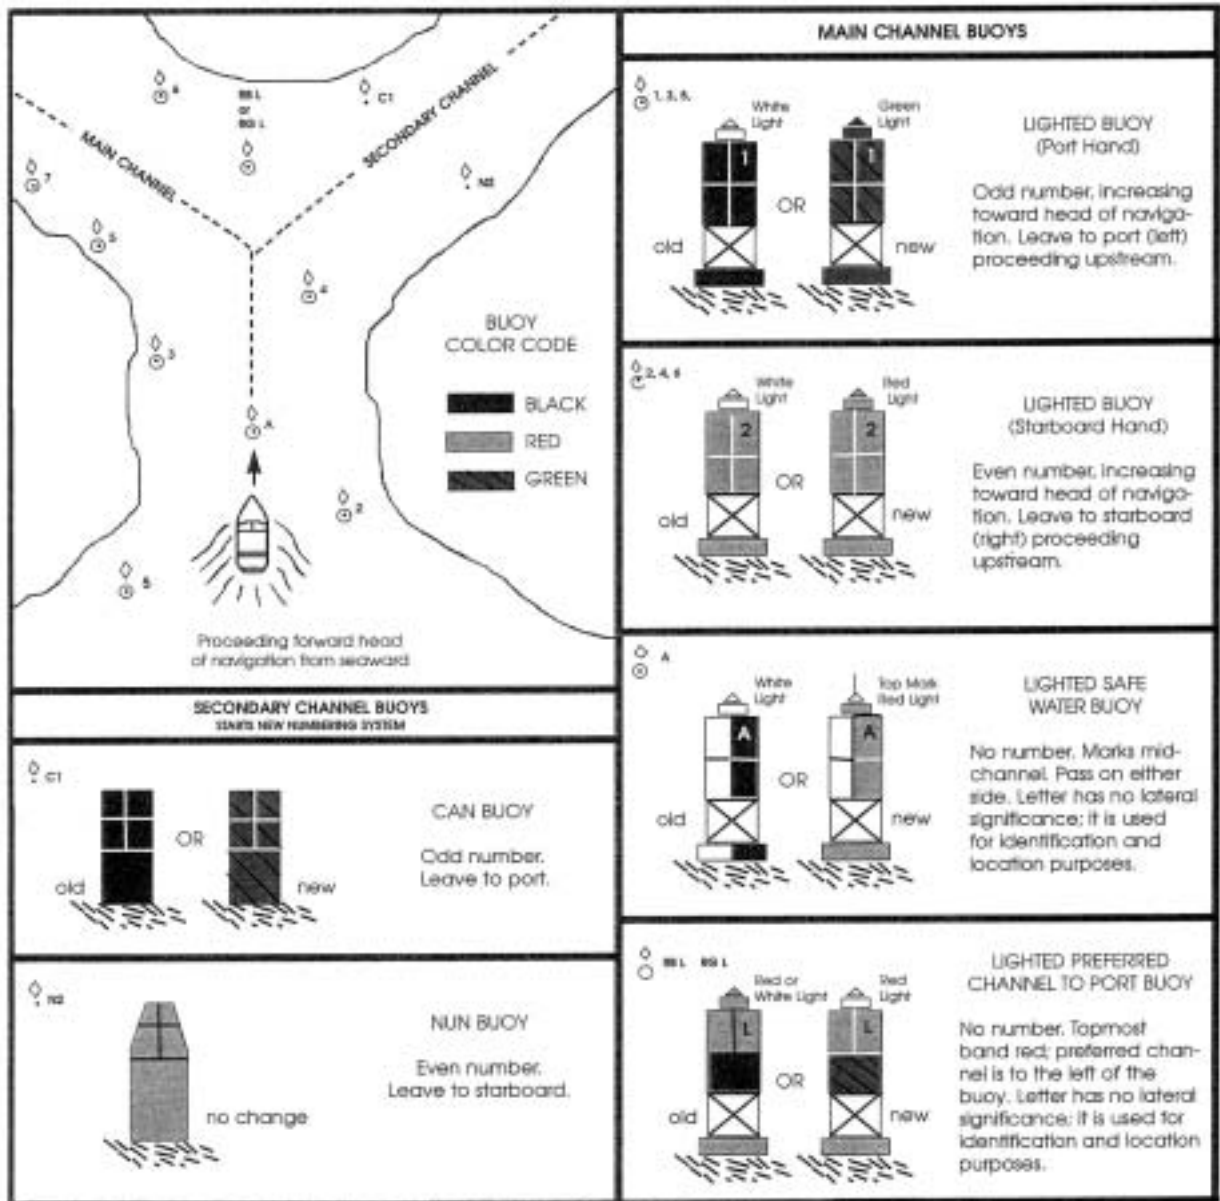 6
RB L
or
RG L
C1
MAIN CHANNEL
SECONDARY CHANNEL
7
N2
5
4
3
BUOY
COLOR CODE
BLACK
RED
GREEN
A
2
5
Proceeding forward head
of navigation from seaward
SECONDARY CHANNEL BUOYS
STARTS NEW NUMBERING SYSTEM
C1
old
OR
new
CAN BUOY
Odd number.
Leave to port.
N2
no change
NUN BUOY
Even number.
Leave to starboard.
MAIN CHANNEL BUOYS
1, 3, 5,
White
Light
1
old
OR
Green
Light
1
new
LIGHTED BUOY
(Port Hand)
Odd number, increasing
toward head of naviga-
tion. Leave to port (left)
proceeding upstream.
2, 4, 6
White
Light
2
old
OR
Red
Light
2
new
LIGHTED BUOY
(Starboard Hand)
Even number, increasing
toward head of naviga-
tion. Leave to starboard
(right) proceeding
upstream.
A
White
Light
A
old
OR
Top Mark
Red Light
A
new
LIGHTED SAFE
WATER BUOY
No number. Marks mid-
channel. Pass on either
side. Letter has no lateral
significance; it is used
for identification and
location purposes.
RB L RG L
Red or
White Light
L
old
OR
Red
Light
L
new
LIGHTED PREFERRED
CHANNEL TO PORT BUOY
No number. Topmost
band red; preferred chan-
nel is to the left of the
buoy. Letter has no lateral
significance; it is used for
identification and location
purposes.